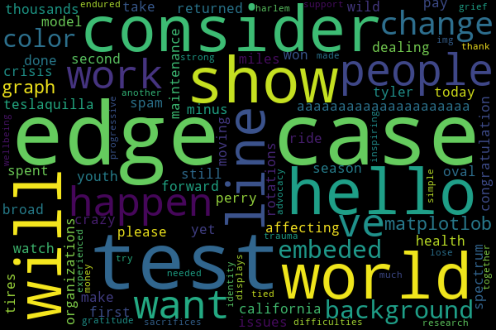 thousands returned harlem take wild pay support grief
endured
model consider change
color img thank
crisis done second work maintenance strong miles won dealing tyler today
another made
graph show people
teslaquilla spam minus aaaaaaaaaaaaaaaaaaaa
wellbeing progressive edge case congratulation
spent youth still moving line ride season oval inspiring
forward rotations advocacy simple
broad happen perry hello
crazy please yet affecting ve matplotlob
watch organizations experienced will test trauma embeded health spectrum together
tires make money try needed identity displays world lose
first want tied california background much
gratitude sacrifices issues difficulties research